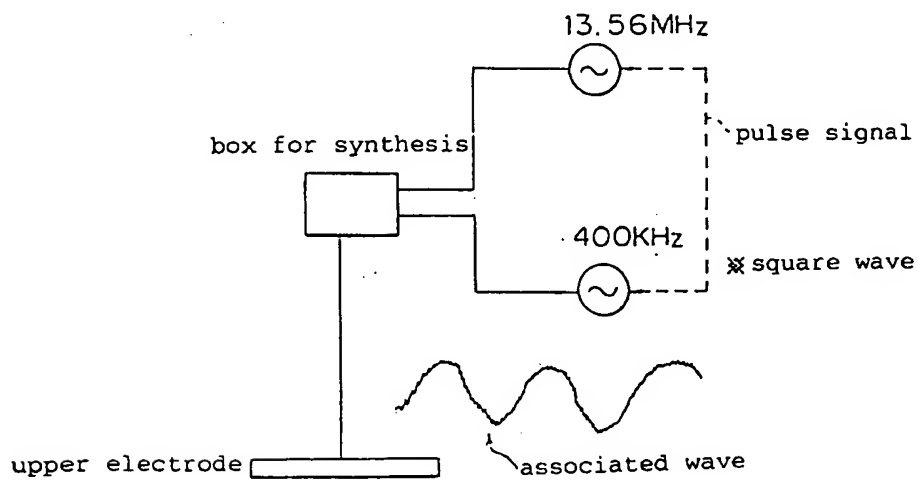 13.56MHz
pulse signal
box for synthesis
400KHz
※ square wave
upper electrode
associated wave